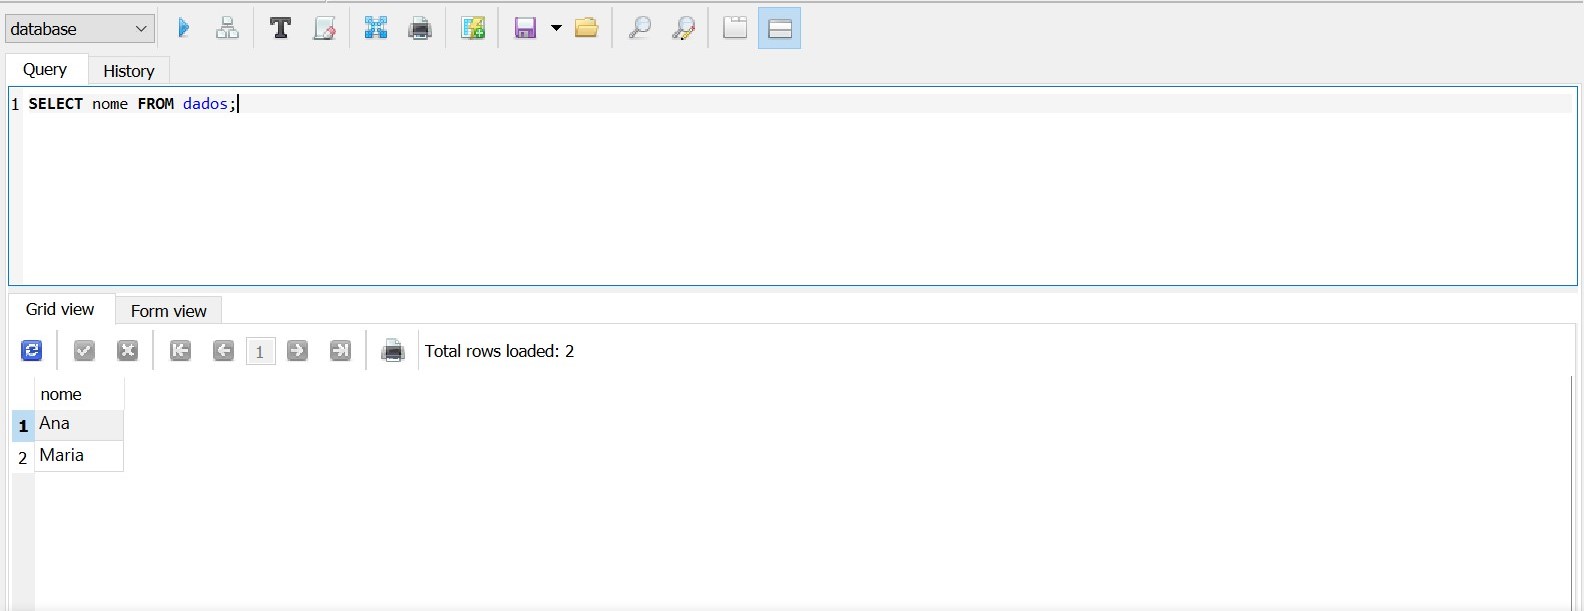 database
Query History
1 SELECT nome FROM dados;
Grid view Form view
1 Total rows loaded: 2
nome
1 Ana
2 Maria